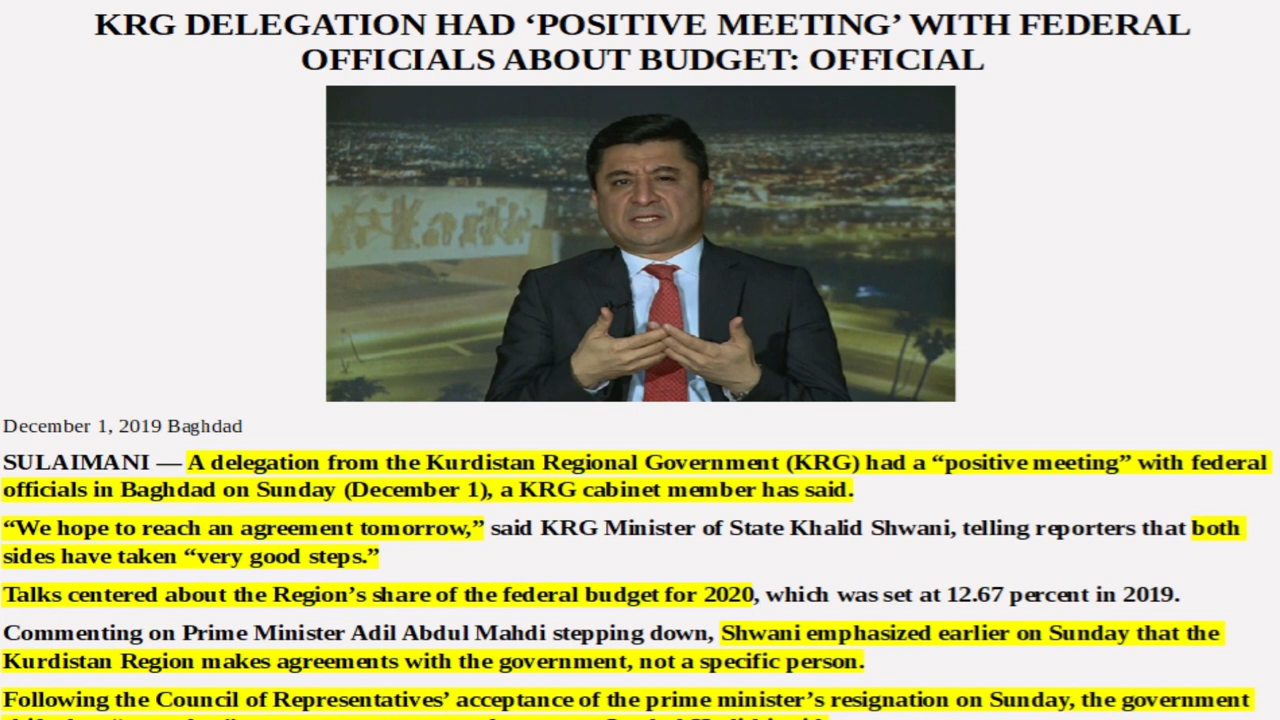 KRG DELEGATION HAD ‘POSITIVE MEETING’ WITH FEDERAL
OFFICIALS ABOUT BUDGET: OFFICIAL
December 1, 2019 Baghdad
SULAIMANI — A delegation from the Kurdistan Regional Government (KRG) had a “positive meeting” with federal
officials in Baghdad on Sunday (December 1), a KRG cabinet member has said.
“We hope to reach an agreement tomorrow,” said KRG Minister of State Khalid Shwani, telling reporters that both
sides have taken “very good steps.”
Talks centered about the Region’s share of the federal budget for 2020, which was set at 12.67 percent in 2019.
Commenting on Prime Minister Adil Abdul Mahdi stepping down, Shwani emphasized earlier on Sunday that the
Kurdistan Region makes agreements with the government, not a specific person.
Following the Council of Representatives’ acceptance of the prime minister’s resignation on Sunday, the government